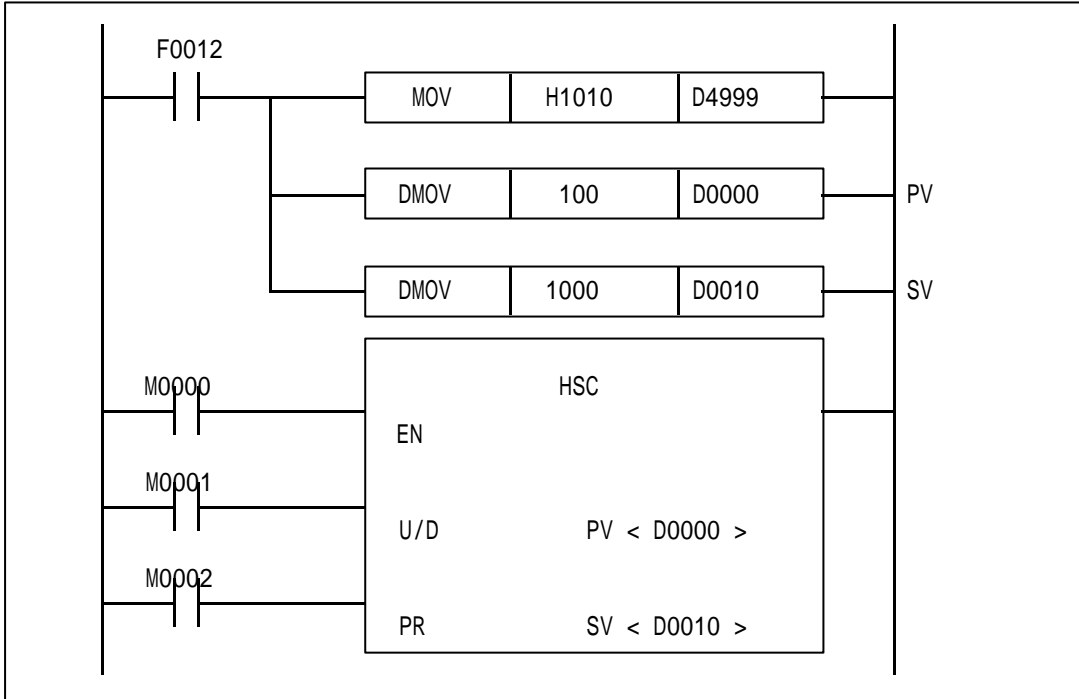 F0012
MOV H1010 D4999
DMOV 100 D0000 PV
DMOV 1000 D0010 SV
M0000 HSC
EN
M0001
U/D PV < D0000 >
M0002
PR SV < D0010 >